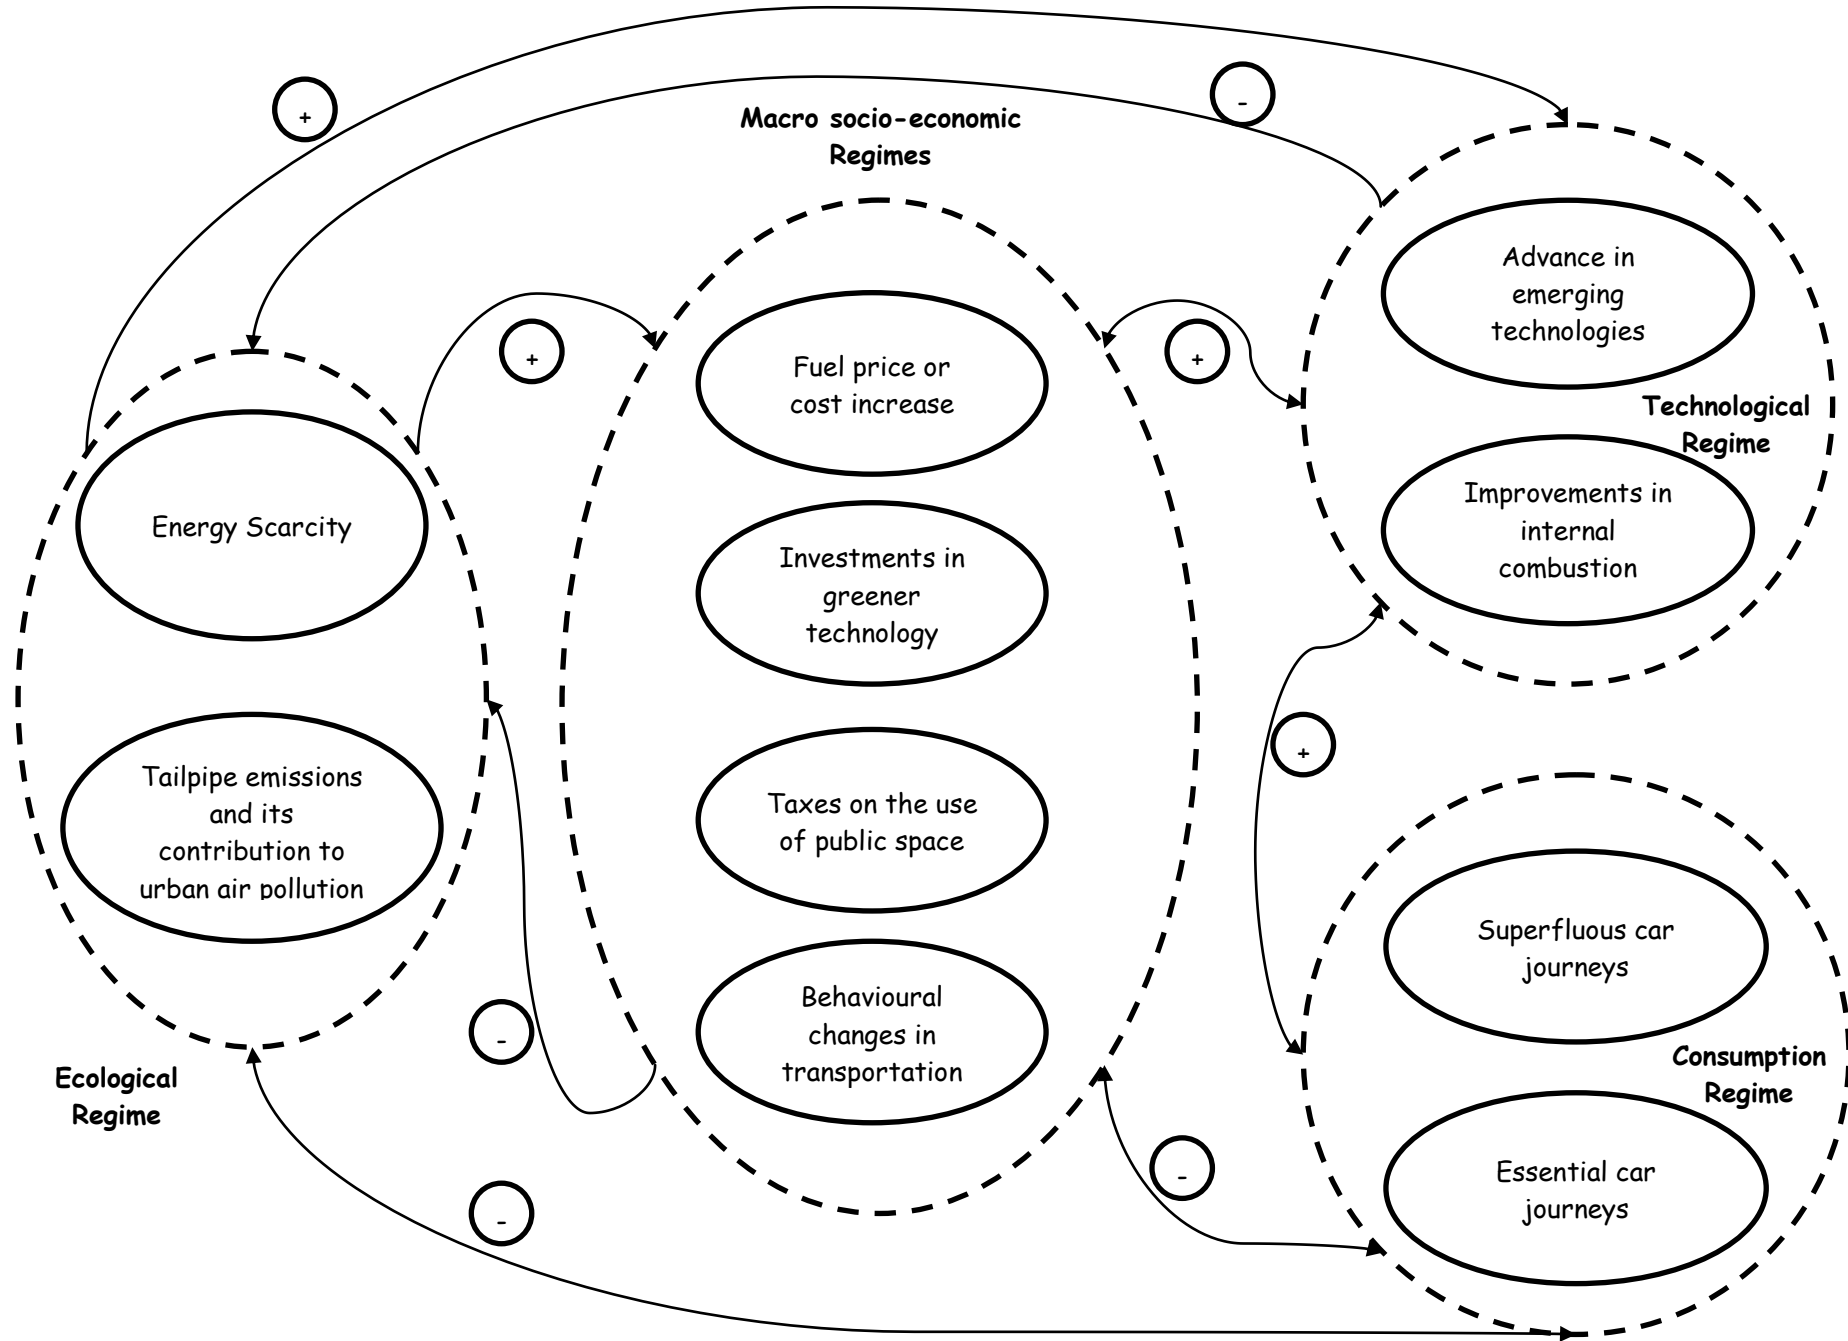 +
-
Macro socio-economic
Regimes
Advance in
emerging
technologies
+
+
Fuel price or
cost increase
Technological
Regime
Energy Scarcity
Improvements in
internal
combustion
Investments in
greener
technology
+
Tailpipe emissions
and its
contribution to
urban air pollution
Taxes on the use
of public space
Superfluous car
journeys
Behavioural
changes in
transportation
-
Ecological
Regime
Consumption
Regime
-
Essential car
journeys
-